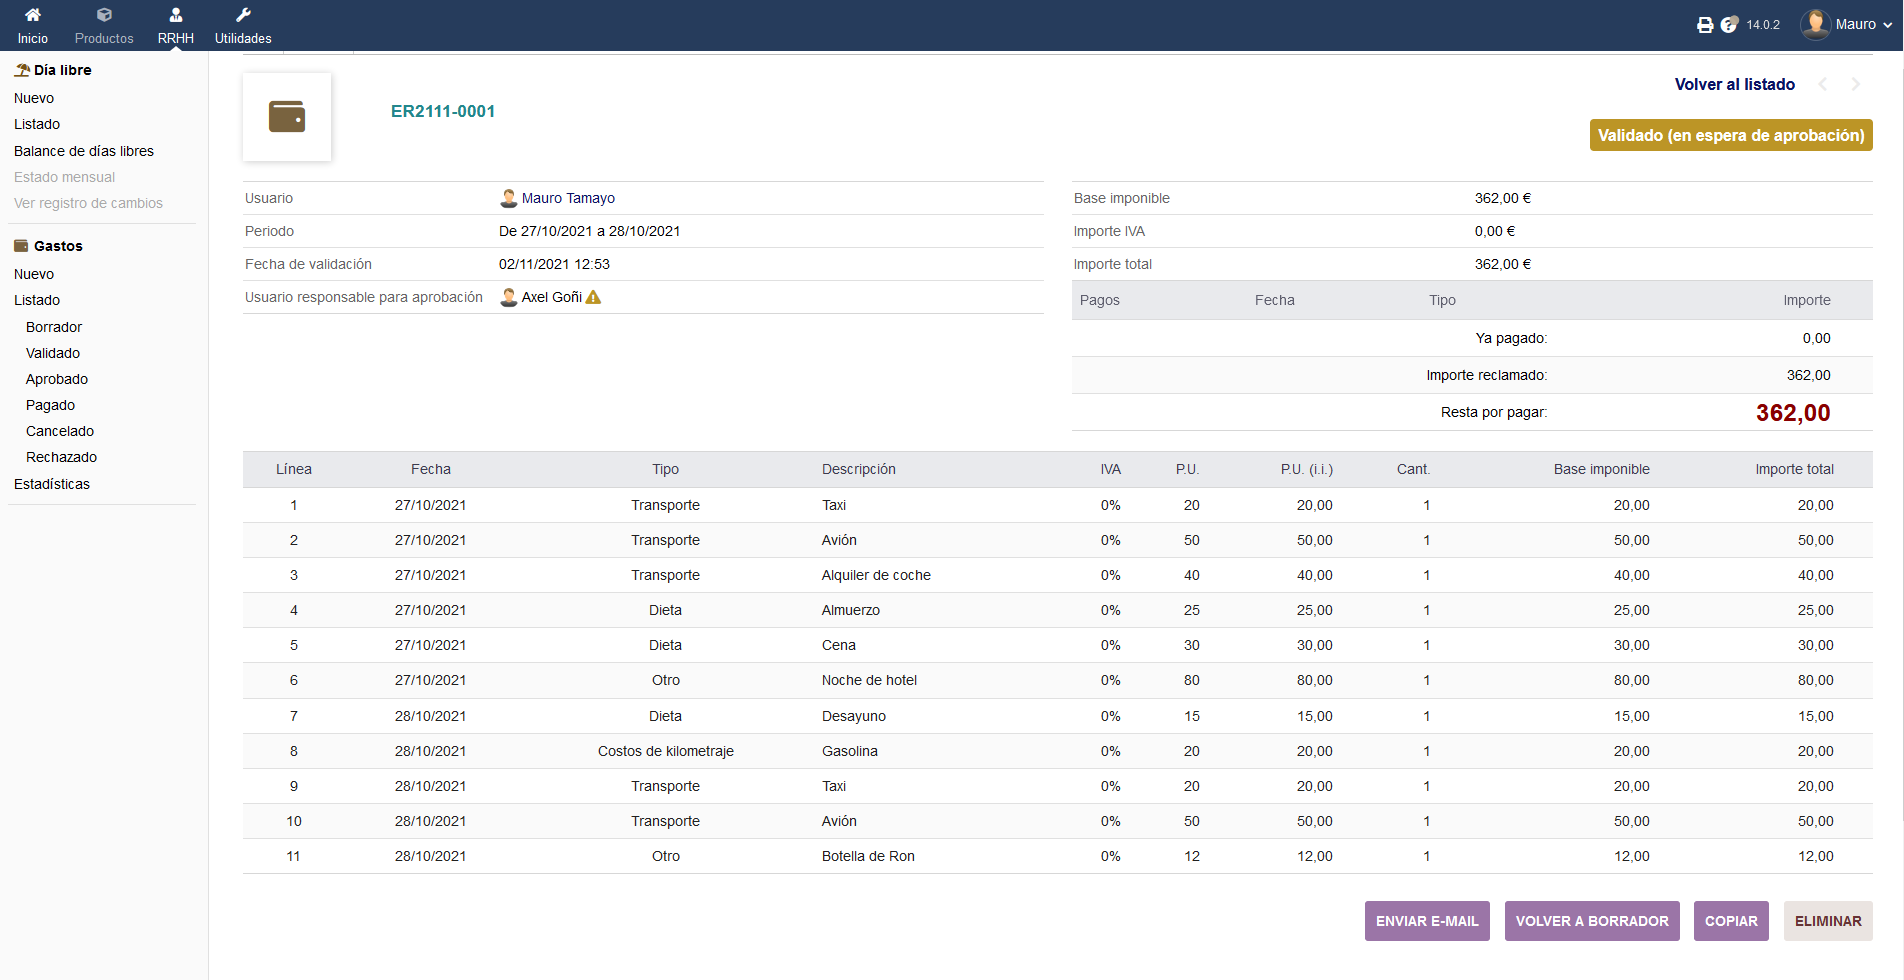 Inicio Productos RRHH Utilidades 14.0.2 Mauro
Día libre
Nuevo
Listado
Balance de días libres
Estado mensual
Ver registro de cambios
Gastos
Nuevo
Listado
Borrador
Validado
Aprobado
Pagado
Cancelado
Rechazado
Estadísticas
ER2111-0001
Volver al listado
Validado (en espera de aprobación)
Usuario Mauro Tamayo
Periodo De 27/10/2021 a 28/10/2021
Fecha de validación 02/11/2021 12:53
Usuario responsable para aprobación Axel Goñi
Base imponible 362,00 €
Importe IVA 0,00 €
Importe total 362,00 €
Pagos Fecha Tipo Importe
Ya pagado: 0,00
Importe reclamado: 362,00
Resta por pagar: 362,00
Línea Fecha Tipo Descripción IVA P.U. P.U. (i.i.) Cant. Base imponible Importe total
1 27/10/2021 Transporte Taxi 0% 20 20,00 1 20,00 20,00
2 27/10/2021 Transporte Avión 0% 50 50,00 1 50,00 50,00
3 27/10/2021 Transporte Alquiler de coche 0% 40 40,00 1 40,00 40,00
4 27/10/2021 Dieta Almuerzo 0% 25 25,00 1 25,00 25,00
5 27/10/2021 Dieta Cena 0% 30 30,00 1 30,00 30,00
6 27/10/2021 Otro Noche de hotel 0% 80 80,00 1 80,00 80,00
7 28/10/2021 Dieta Desayuno 0% 15 15,00 1 15,00 15,00
8 28/10/2021 Costos de kilometraje Gasolina 0% 20 20,00 1 20,00 20,00
9 28/10/2021 Transporte Taxi 0% 20 20,00 1 20,00 20,00
10 28/10/2021 Transporte Avión 0% 50 50,00 1 50,00 50,00
11 28/10/2021 Otro Botella de Ron 0% 12 12,00 1 12,00 12,00
ENVIAR E-MAIL VOLVER A BORRADOR COPIAR ELIMINAR